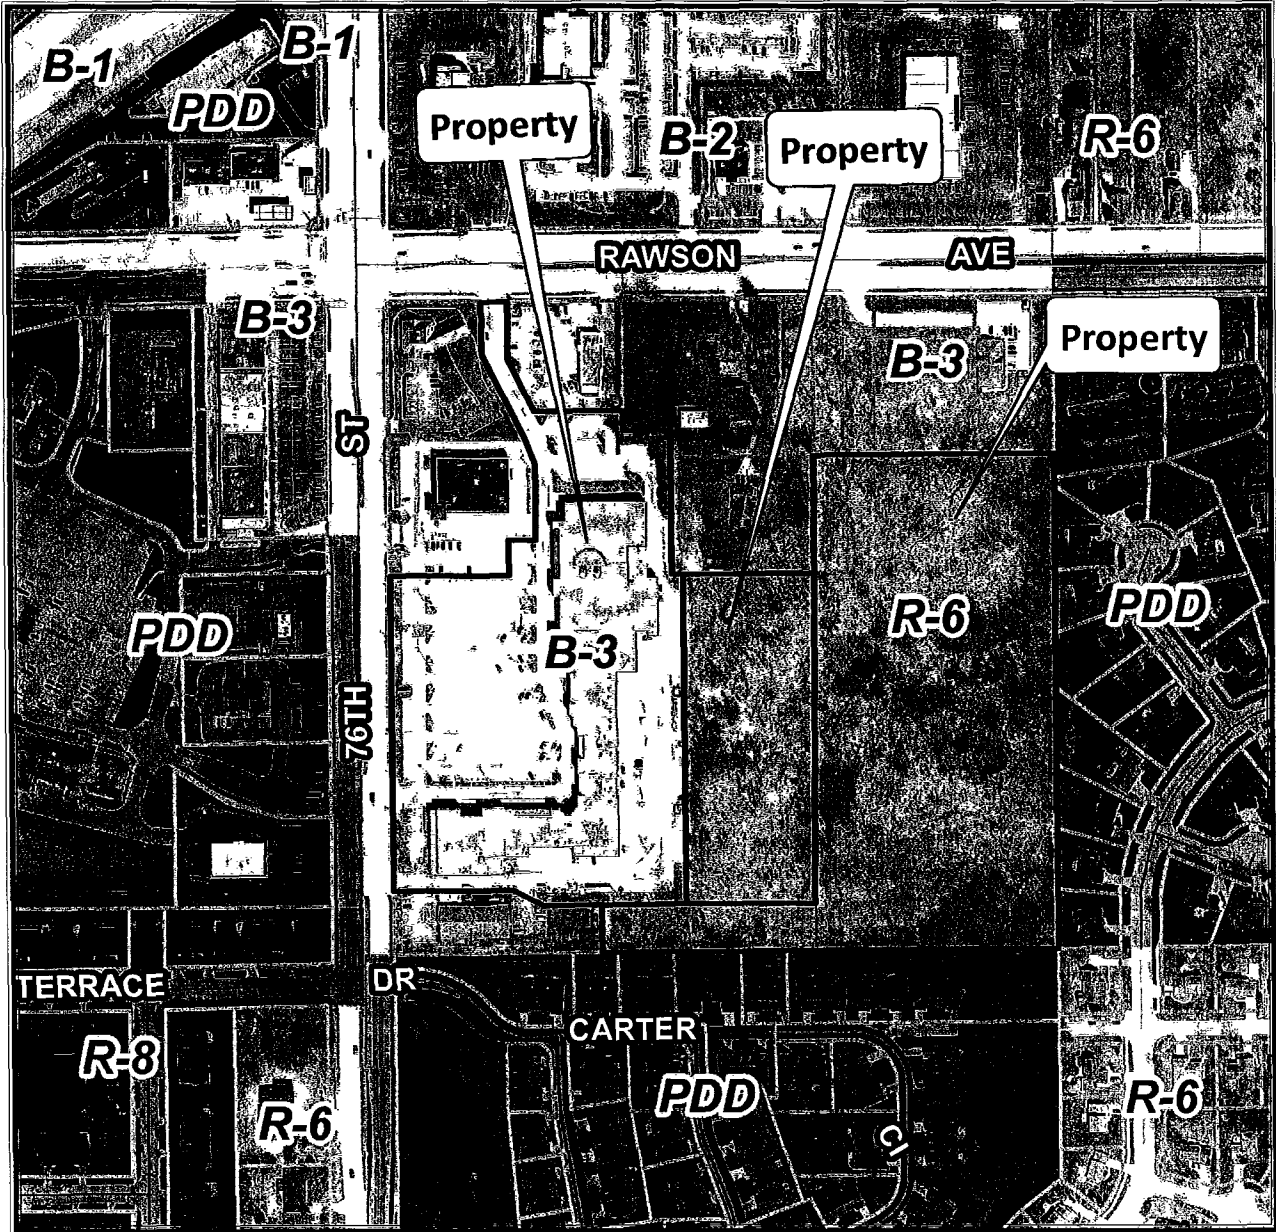 B-1
B-1
PDD
Property
B-2
Property
R-6
RAWSON AVE
B-3
Property
B-3
ST
PDD
R-6
PDD
B-3
76TH
TERRACE DR
CARTER
R-8
PDD
R-6
R-6
CI